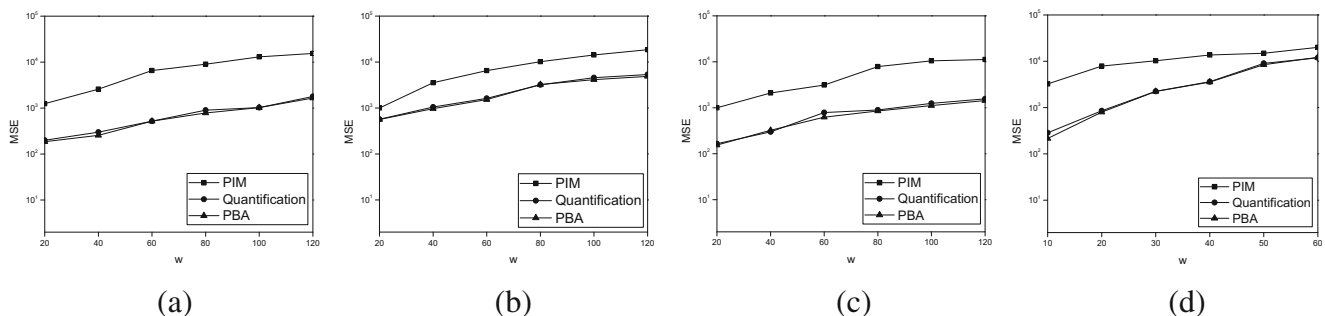 10⁵
10⁴
10³
10²
10¹
MSE
PIM
Quantification
PBA
20 40 60 80 100 120
w
(a)
10⁵
10⁴
10³
10²
10¹
MSE
PIM
Quantification
PBA
20 40 60 80 100 120
w
(b)
10⁵
10⁴
10³
10²
10¹
MSE
PIM
Quantification
PBA
20 40 60 80 100 120
w
(c)
10⁵
10⁴
10³
10²
10¹
MSE
PIM
Quantification
PBA
10 20 30 40 50 60
w
(d)